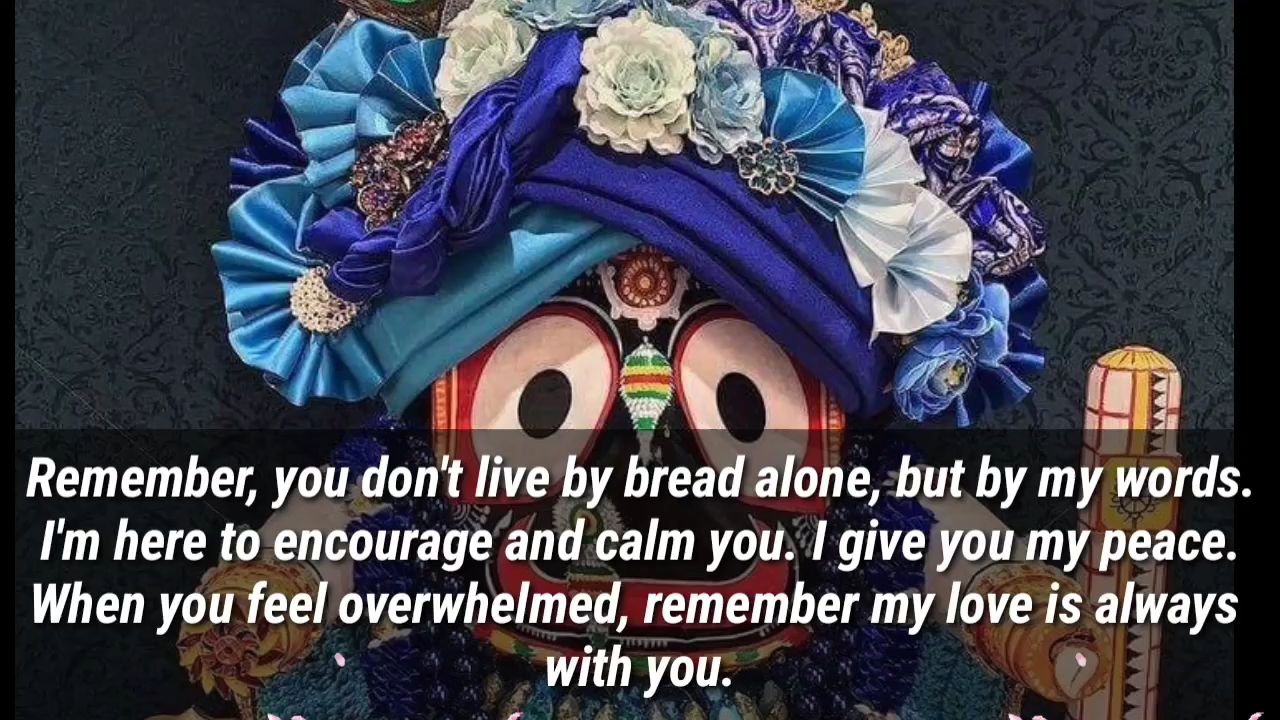 Remember, you don't live by bread alone, but by my words.
I'm here to encourage and calm you. I give you my peace.
When you feel overwhelmed, remember my love is always
with you.